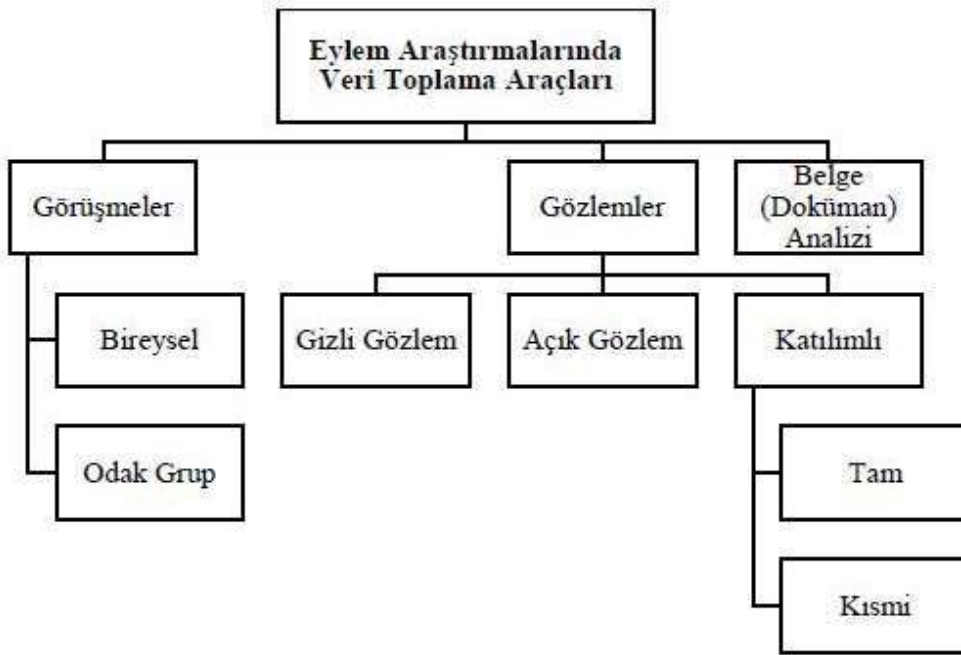 Eylem Araştırmalarında
Veri Toplama Araçları
Görüşmeler
Gözlemler
Belge
(Doküman)
Analizi
Bireysel
Gizli Gözlem
Açık Gözlem
Katılımlı
Odak Grup
Tam
Kısmi